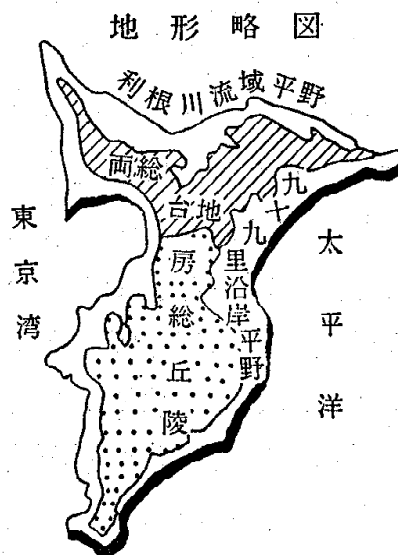 地形略図
利根川流域平野
両総台地
九十九里沿岸平野
房総丘陵
東京湾
太平洋